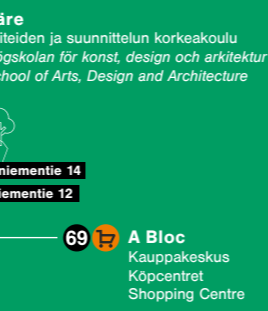 äre
iteiden ja suunnittelun korkeakoulu
ögskolan för konst, design och arkitektur
chool of Arts, Design and Architecture
niementie 14
iementie 12
69 A Bloc
Kauppakeskus
Köpcentret
Shopping Centre